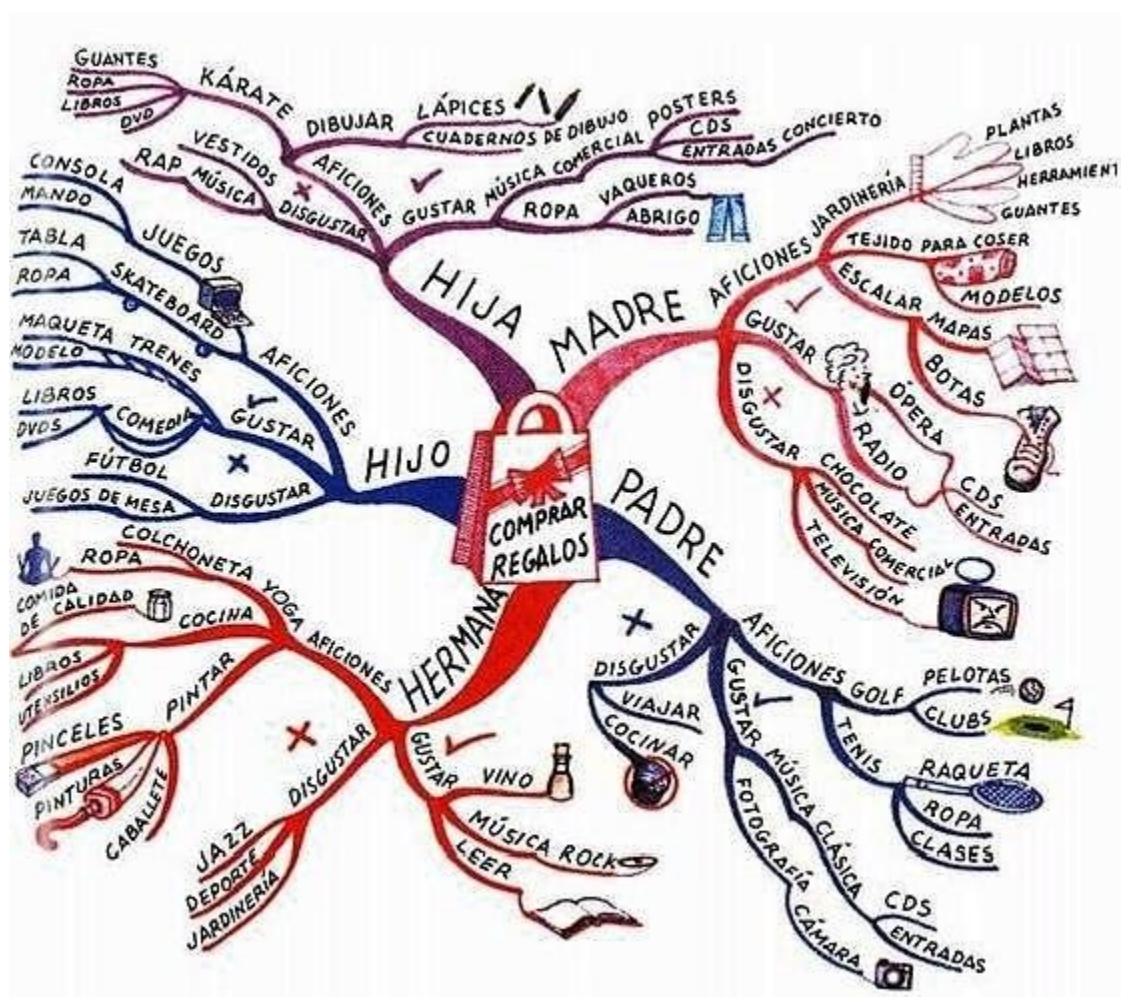 COMPRAR
REGALOS
HIJA
AFICIONES
KÁRATE
GUANTES
ROPA
LIBROS
DVD
DIBUJAR
LÁPICES
CUADERNOS DE DIBUJO
GUSTAR
MÚSICA COMERCIAL
POSTERS
CDS
ENTRADAS CONCIERTO
ROPA
VAQUEROS
ABRIGO
DISGUSTAR
VESTIDOS
MÚSICA
RAP
MADRE
AFICIONES
JARDINERÍA
PLANTAS
LIBROS
HERRAMIENT
GUANTES
TEJIDO PARA COSER
MODELOS
ESCALAR
MAPAS
BOTAS
GUSTAR
ÓPERA
RADIO
CDS
ENTRADAS
DISGUSTAR
CHOCOLATE
MÚSICA COMERCIAL
TELEVISIÓN
PADRE
AFICIONES
GOLF
PELOTAS
CLUBS
TENIS
RAQUETA
ROPA
CLASES
GUSTAR
MÚSICA CLÁSICA
CDS
ENTRADAS
FOTOGRAFÍA
CÁMARA
DISGUSTAR
VIAJAR
COCINAR
HERMANA
AFICIONES
YOGA
COLCHONETA
ROPA
COCINA
COMIDA
DE CALIDAD
LIBROS
UTENSILIOS
PINTAR
PINCELES
PINTURAS
CABALLETE
GUSTAR
VINO
MÚSICA ROCK
LEER
DISGUSTAR
JAZZ
DEPORTE
JARDINERÍA
HIJO
AFICIONES
JUEGOS
CONSOLA
MANDO
SKATEBOARD
TABLA
ROPA
GUSTAR
TRENES
MAQUETA
MODELO
COMEDIA
LIBROS
DVDS
DISGUSTAR
FÚTBOL
JUEGOS DE MESA